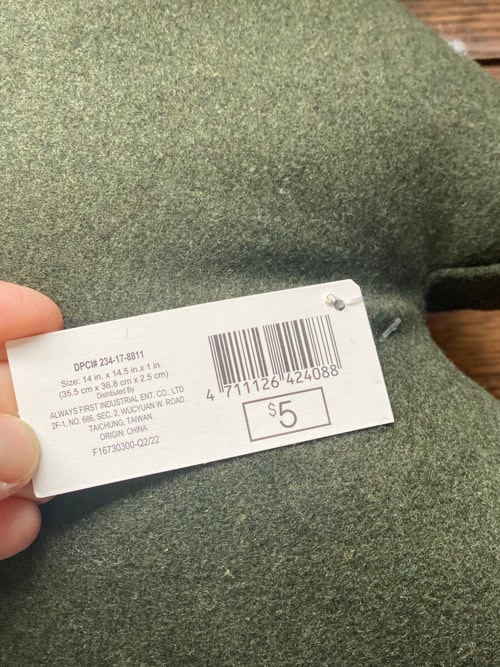 DPCI# 234-17-8811
Size: 14 in. x 14.5 in.x 1 in.
(35.5 cm x 36.8 cm x 2.5 cm)
Distributed By
ALWAYS FIRST INDUSTRIAL ENT. CO., LTD
2F-1, NO. 666, SEC. 2, WUCYUAN W. ROAD.
TAICHUNG, TAIWAN.
ORIGIN: CHINA
F16730300-Q2/22
4 711126 424088
$5